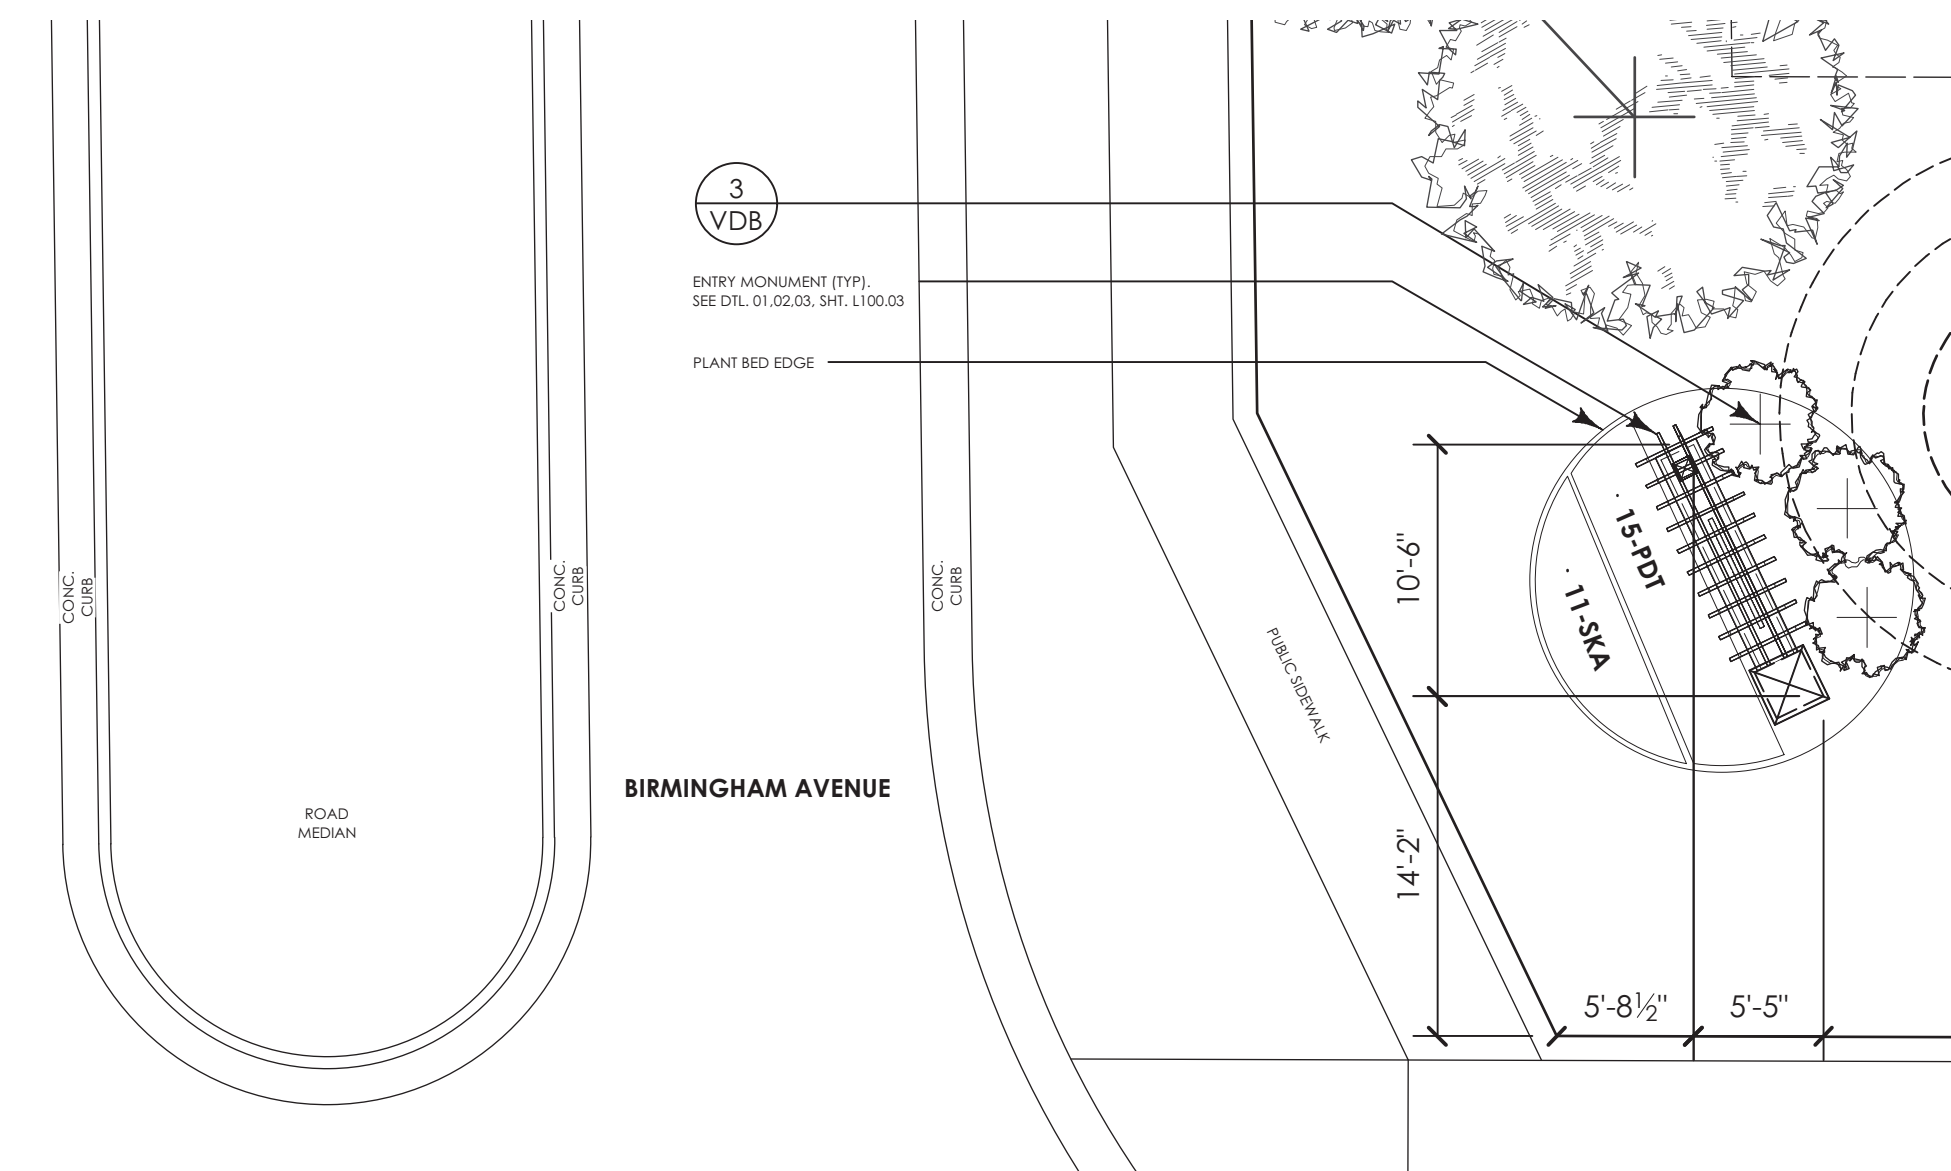 3
VDB
ENTRY MONUMENT (TYP).
SEE DTL. 01,02,03, SHT. L100.03
PLANT BED EDGE
15-PDT
11-SKA
10'-6"
14'-2"
5'-8½"
5'-5"
CONC.
CURB
CONC.
CURB
CONC.
CURB
PUBLIC SIDEWALK
BIRMINGHAM AVENUE
ROAD
MEDIAN